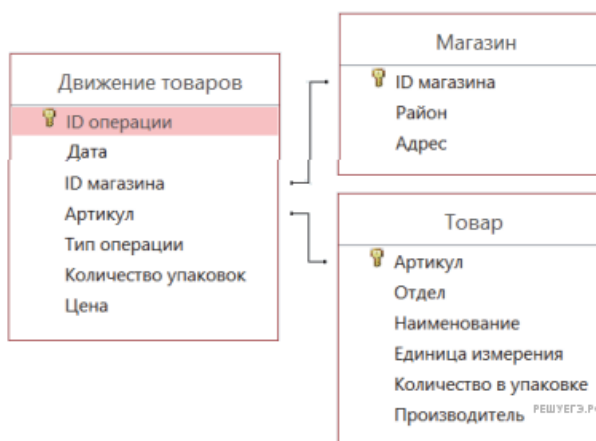 Движение товаров
ID операции
Дата
ID магазина
Артикул
Тип операции
Количество упаковок
Цена
Магазин
ID магазина
Район
Адрес
Товар
Артикул
Отдел
Наименование
Единица измерения
Количество в упаковке
Производитель